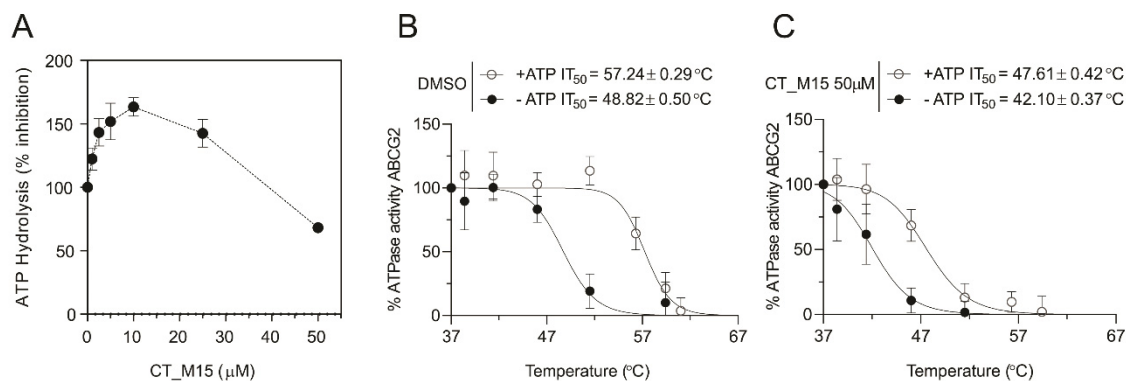 A
ATP Hydrolysis (% inhibition)
200
150
100
50
0
0 10 20 30 40 50
CT_M15 (μM)
B
DMSO
+ATP IT50 = 57.24 ± 0.29 °C
- ATP IT50 = 48.82 ± 0.50 °C
% ATPase activity ABCG2
150
100
50
0
37 47 57 67
Temperature (°C)
C
CT_M15 50μM
+ATP IT50 = 47.61 ± 0.42 °C
- ATP IT50 = 42.10 ± 0.37 °C
% ATPase activity ABCG2
150
100
50
0
37 47 57 67
Temperature (°C)